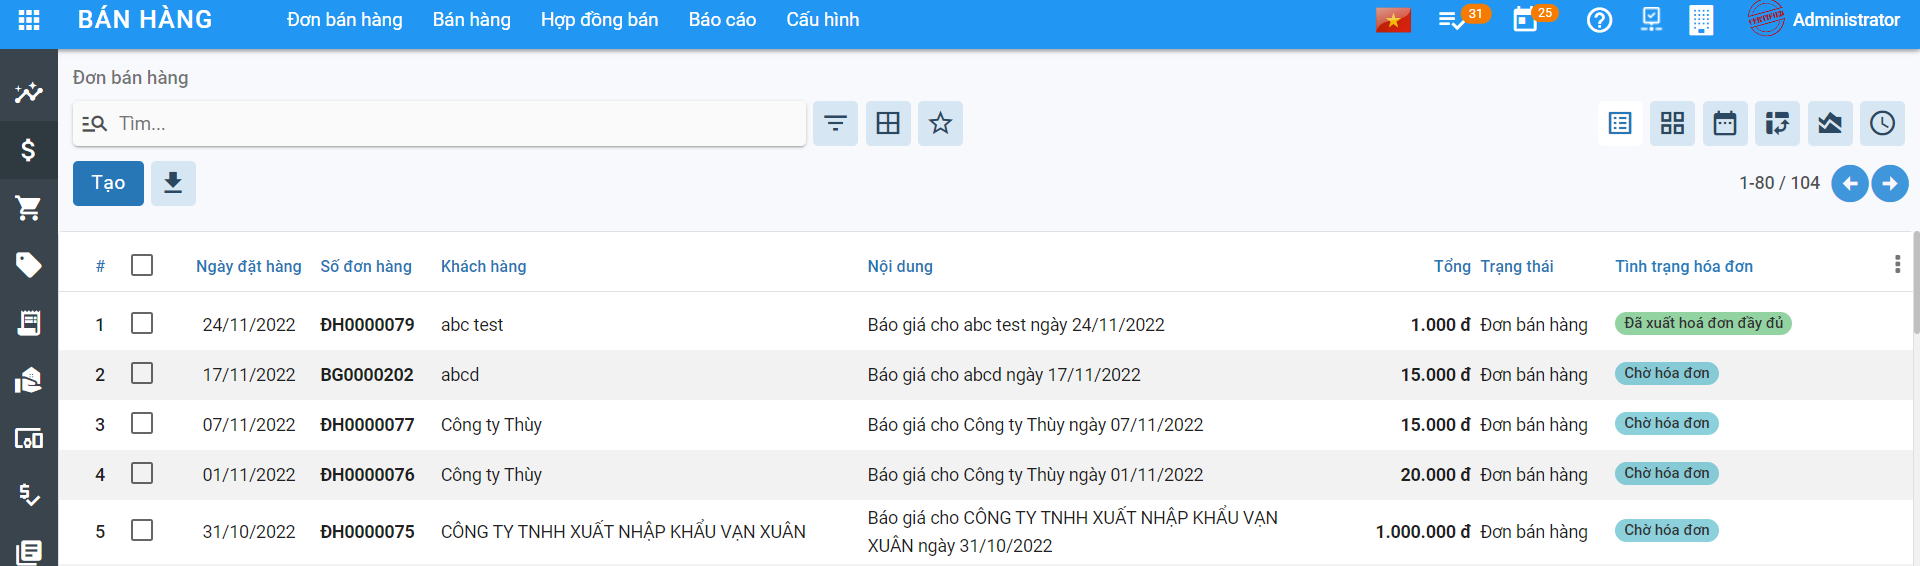 BÁN HÀNG Đơn bán hàng Bán hàng Hợp đồng bán Báo cáo Cấu hình 31 25 CERTIFIED Administrator
Đơn bán hàng
Tìm...
Tạo 1-80 / 104
# Ngày đặt hàng Số đơn hàng Khách hàng Nội dung Tổng Trạng thái Tình trạng hóa đơn
1 24/11/2022 ĐH0000079 abc test Báo giá cho abc test ngày 24/11/2022 1.000 đ Đơn bán hàng Đã xuất hoá đơn đầy đủ
2 17/11/2022 BG0000202 abcd Báo giá cho abcd ngày 17/11/2022 15.000 đ Đơn bán hàng Chờ hóa đơn
3 07/11/2022 ĐH0000077 Công ty Thùy Báo giá cho Công ty Thùy ngày 07/11/2022 15.000 đ Đơn bán hàng Chờ hóa đơn
4 01/11/2022 ĐH0000076 Công ty Thùy Báo giá cho Công ty Thùy ngày 01/11/2022 20.000 đ Đơn bán hàng Chờ hóa đơn
5 31/10/2022 ĐH0000075 CÔNG TY TNHH XUẤT NHẬP KHẨU VẠN XUÂN Báo giá cho CÔNG TY TNHH XUẤT NHẬP KHẨU VẠN 1.000.000 đ Đơn bán hàng Chờ hóa đơn
XUÂN ngày 31/10/2022